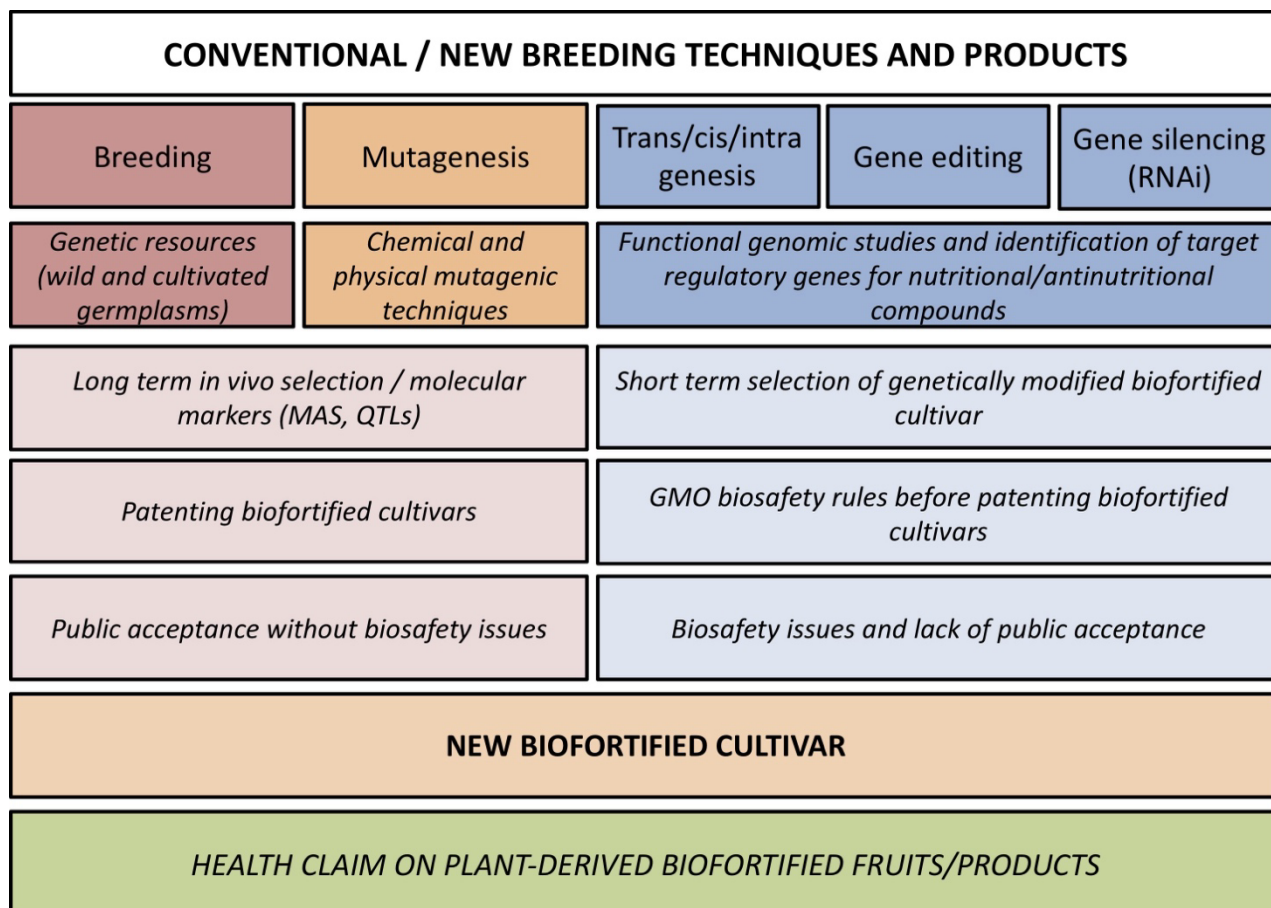 CONVENTIONAL / NEW BREEDING TECHNIQUES AND PRODUCTS
Breeding
Mutagenesis
Trans/cis/intra
genesis
Gene editing
Gene silencing
(RNAi)
Genetic resources
(wild and cultivated
germplasms)
Chemical and
physical mutagenic
techniques
Functional genomic studies and identification of target
regulatory genes for nutritional/antinutritional
compounds
Long term in vivo selection / molecular
markers (MAS, QTLs)
Short term selection of genetically modified biofortified
cultivar
Patenting biofortified cultivars
GMO biosafety rules before patenting biofortified
cultivars
Public acceptance without biosafety issues
Biosafety issues and lack of public acceptance
NEW BIOFORTIFIED CULTIVAR
HEALTH CLAIM ON PLANT-DERIVED BIOFORTIFIED FRUITS/PRODUCTS